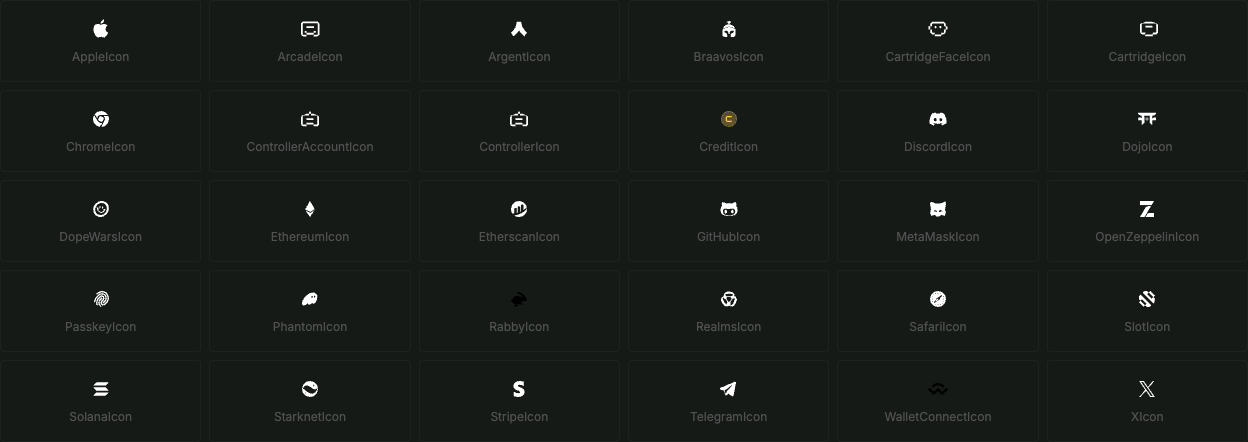 AppleIcon ArcadeIcon ArgentIcon BraavosIcon CartridgeFaceIcon CartridgeIcon
ChromeIcon ControllerAccountIcon ControllerIcon CreditIcon DiscordIcon DojoIcon
DopeWarsIcon EthereumIcon EtherscanIcon GitHubIcon MetaMaskIcon OpenZeppelinIcon
PasskeyIcon PhantomIcon RabbyIcon RealmsIcon SafariIcon SlotIcon
SolanaIcon StarknetIcon StripeIcon TelegramIcon WalletConnectIcon XIcon